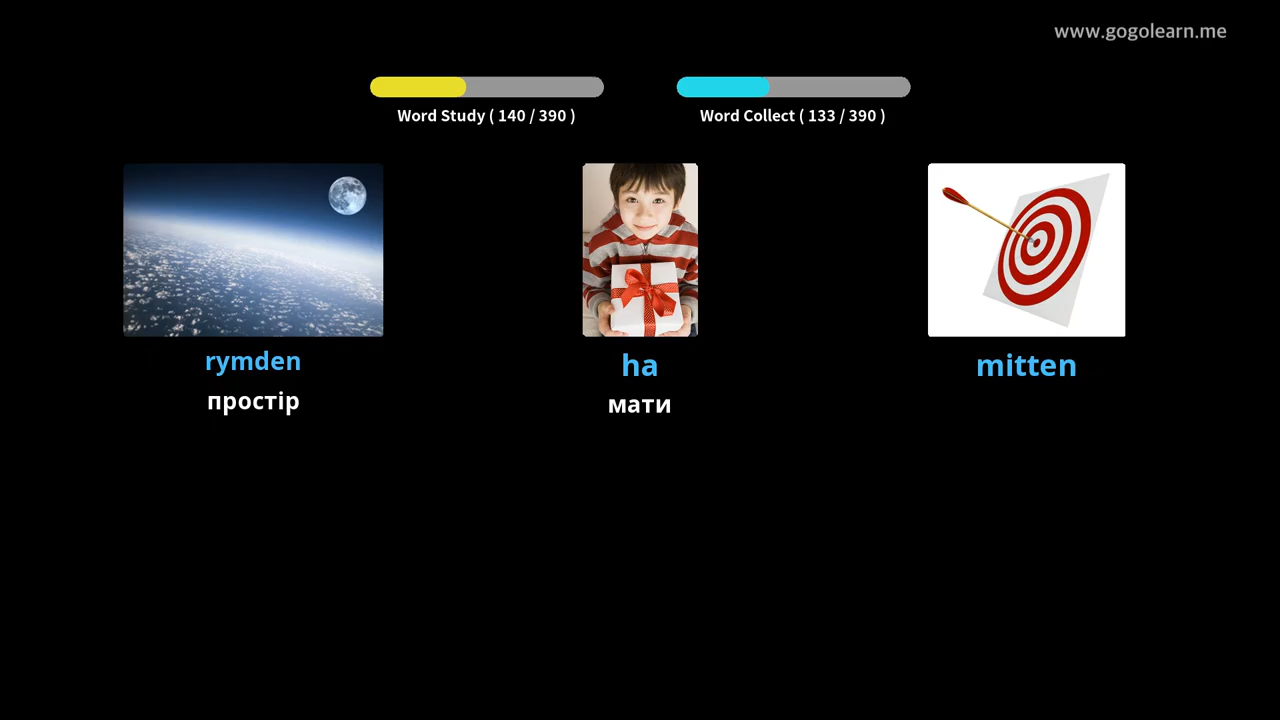 www.gogolearn.me
Word Study ( 140 / 390 )
Word Collect ( 133 / 390 )
rymden
простір
ha
мати
mitten